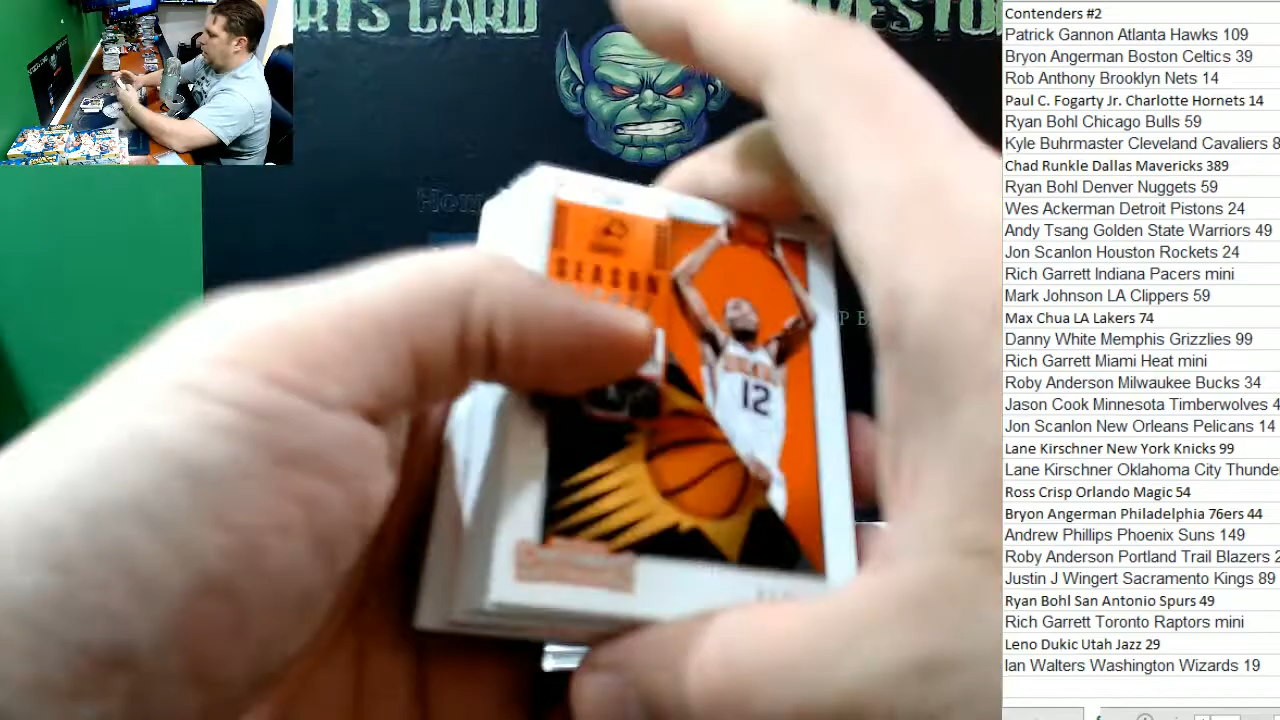 RTS CARD
VESTO
SEASON
12
P B
Contenders #2
Patrick Gannon Atlanta Hawks 109
Bryon Angerman Boston Celtics 39
Rob Anthony Brooklyn Nets 14
Paul C. Fogarty Jr. Charlotte Hornets 14
Ryan Bohl Chicago Bulls 59
Kyle Buhrmaster Cleveland Cavaliers 8
Chad Runkle Dallas Mavericks 389
Ryan Bohl Denver Nuggets 59
Wes Ackerman Detroit Pistons 24
Andy Tsang Golden State Warriors 49
Jon Scanlon Houston Rockets 24
Rich Garrett Indiana Pacers mini
Mark Johnson LA Clippers 59
Max Chua LA Lakers 74
Danny White Memphis Grizzlies 99
Rich Garrett Miami Heat mini
Roby Anderson Milwaukee Bucks 34
Jason Cook Minnesota Timberwolves 4
Jon Scanlon New Orleans Pelicans 14
Lane Kirschner New York Knicks 99
Lane Kirschner Oklahoma City Thunde
Ross Crisp Orlando Magic 54
Bryon Angerman Philadelphia 76ers 44
Andrew Phillips Phoenix Suns 149
Roby Anderson Portland Trail Blazers 2
Justin J Wingert Sacramento Kings 89
Ryan Bohl San Antonio Spurs 49
Rich Garrett Toronto Raptors mini
Leno Dukic Utah Jazz 29
Ian Walters Washington Wizards 19